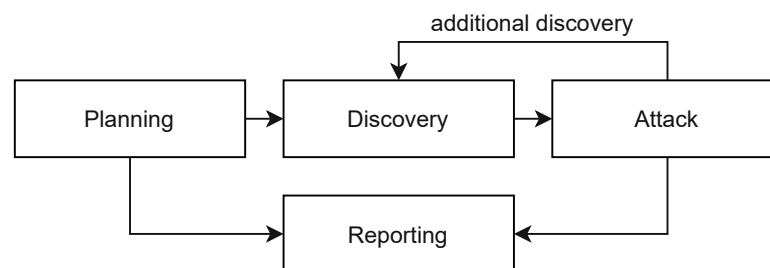 additional discovery
Planning
Discovery
Attack
Reporting